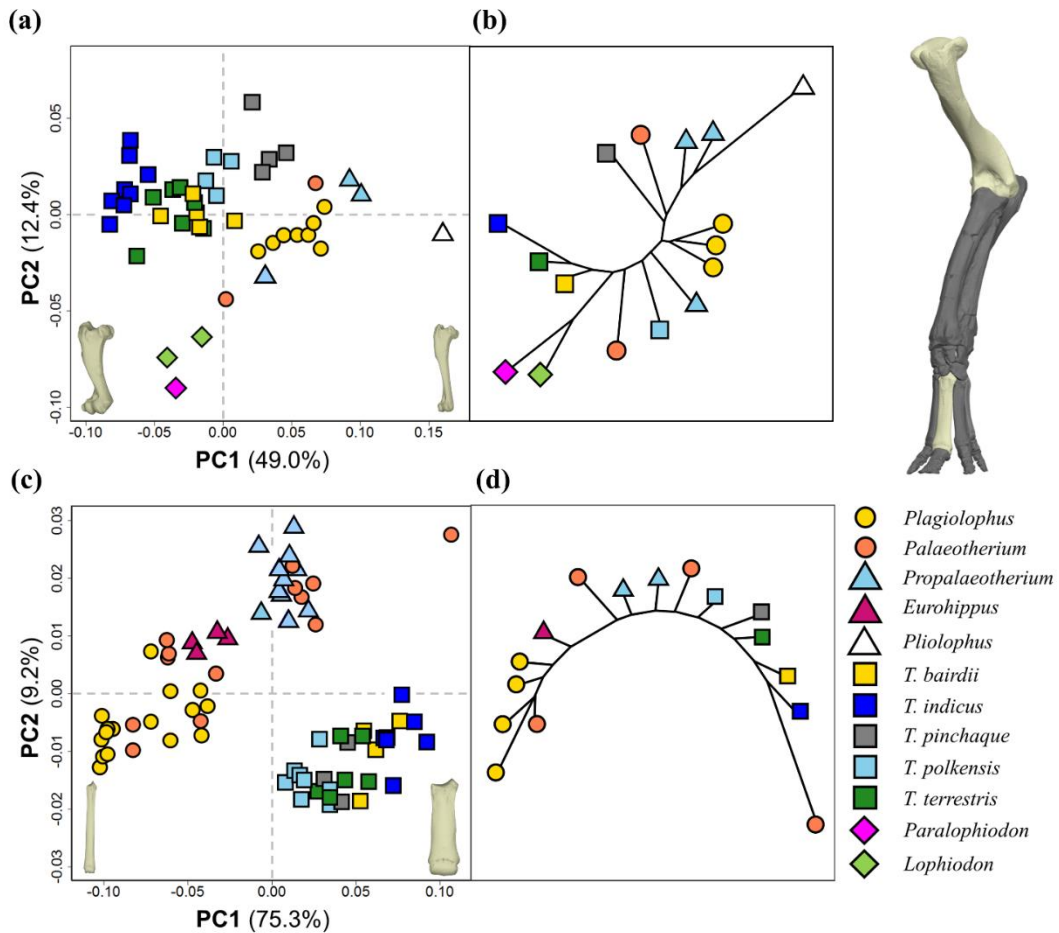 (a)
PC2 (12.4%)
0.05
0.00
-0.05
-0.10
-0.10
-0.05
0.00
0.05
0.10
0.15
PC1 (49.0%)
(b)
(c)
PC2 (9.2%)
0.03
0.02
0.01
0.00
-0.01
-0.02
-0.03
-0.10
-0.05
0.00
0.05
0.10
PC1 (75.3%)
(d)
Plagiolophus
Palaeotherium
Propalaeotherium
Eurohippus
Pliolophus
T. bairdii
T. indicus
T. pinchaque
T. polkensis
T. terrestris
Paralophiodon
Lophiodon